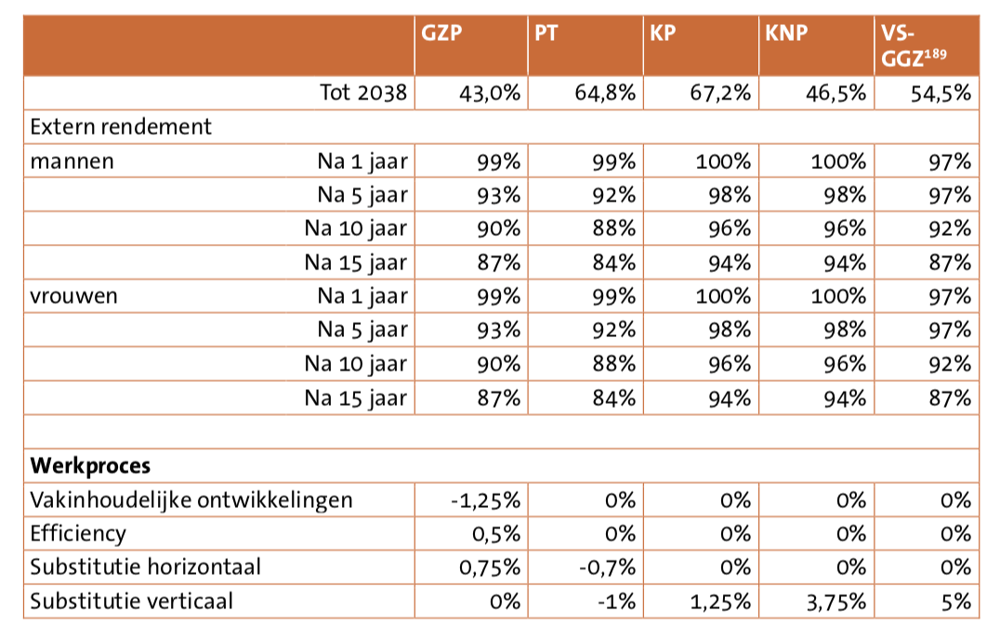 GZP PT KP KNP VS-
GGZ¹⁸⁹
Tot 2038 43,0% 64,8% 67,2% 46,5% 54,5%
Extern rendement
mannen Na 1 jaar 99% 99% 100% 100% 97%
Na 5 jaar 93% 92% 98% 98% 97%
Na 10 jaar 90% 88% 96% 96% 92%
Na 15 jaar 87% 84% 94% 94% 87%
vrouwen Na 1 jaar 99% 99% 100% 100% 97%
Na 5 jaar 93% 92% 98% 98% 97%
Na 10 jaar 90% 88% 96% 96% 92%
Na 15 jaar 87% 84% 94% 94% 87%
Werkproces
Vakinhoudelijke ontwikkelingen -1,25% 0% 0% 0% 0%
Efficiency 0,5% 0% 0% 0% 0%
Substitutie horizontaal 0,75% -0,7% 0% 0% 0%
Substitutie verticaal 0% -1% 1,25% 3,75% 5%